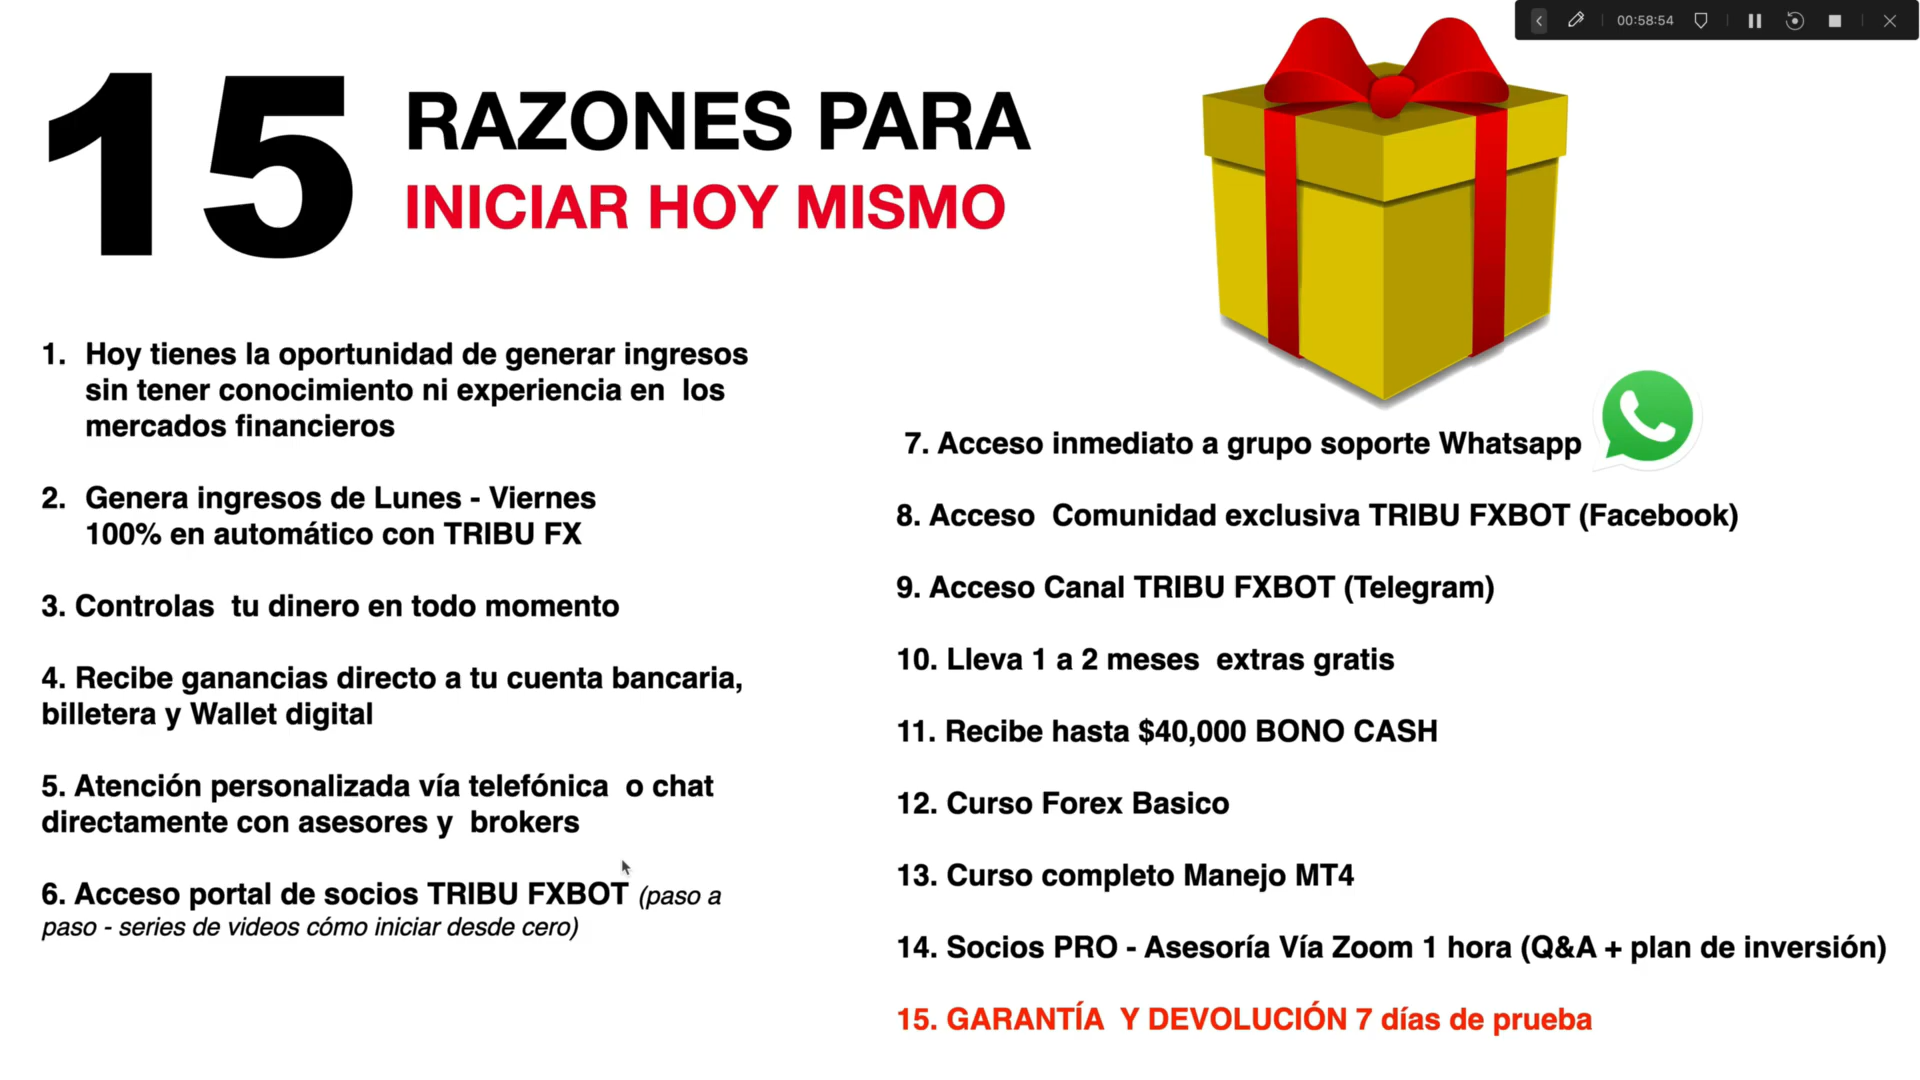 00:58:54
15
RAZONES PARA
INICIAR HOY MISMO
1. Hoy tienes la oportunidad de generar ingresos
sin tener conocimiento ni experiencia en los
mercados financieros
2. Genera ingresos de Lunes - Viernes
100% en automático con TRIBU FX
3. Controlas tu dinero en todo momento
4. Recibe ganancias directo a tu cuenta bancaria,
billetera y Wallet digital
5. Atención personalizada vía telefónica o chat
directamente con asesores y brokers
6. Acceso portal de socios TRIBU FXBOT (paso a
paso - series de videos cómo iniciar desde cero)
7. Acceso inmediato a grupo soporte Whatsapp
8. Acceso Comunidad exclusiva TRIBU FXBOT (Facebook)
9. Acceso Canal TRIBU FXBOT (Telegram)
10. Lleva 1 a 2 meses extras gratis
11. Recibe hasta $40,000 BONO CASH
12. Curso Forex Basico
13. Curso completo Manejo MT4
14. Socios PRO - Asesoría Vía Zoom 1 hora (Q&A + plan de inversión)
15. GARANTÍA Y DEVOLUCIÓN 7 días de prueba